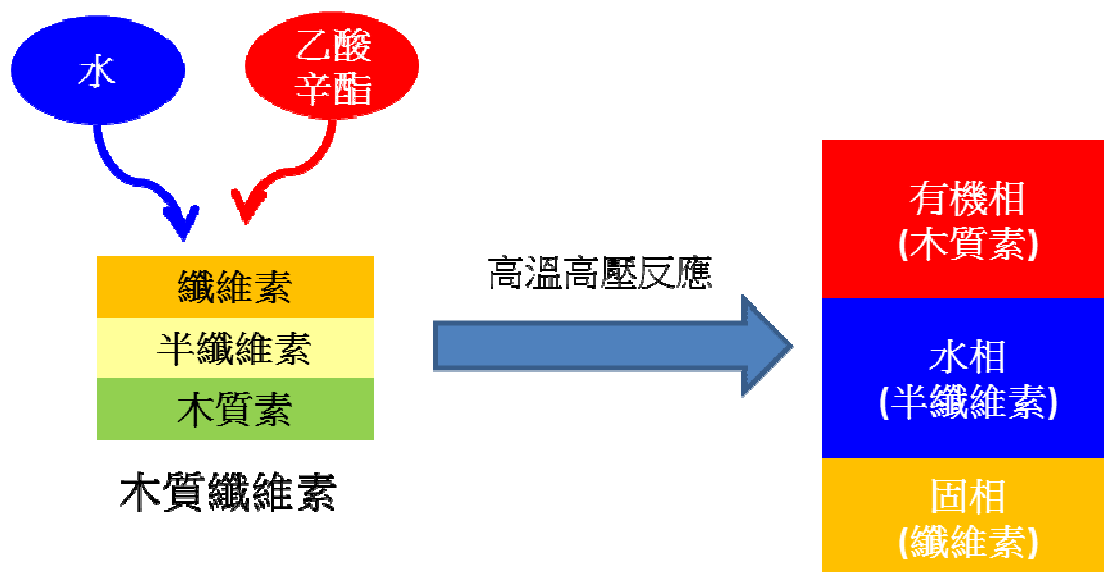 水
乙酸
辛酯
纖維素
半纖維素
木質素
木質纖維素
高溫高壓反應
有機相
(木質素)
水相
(半纖維素)
固相
(纖維素)